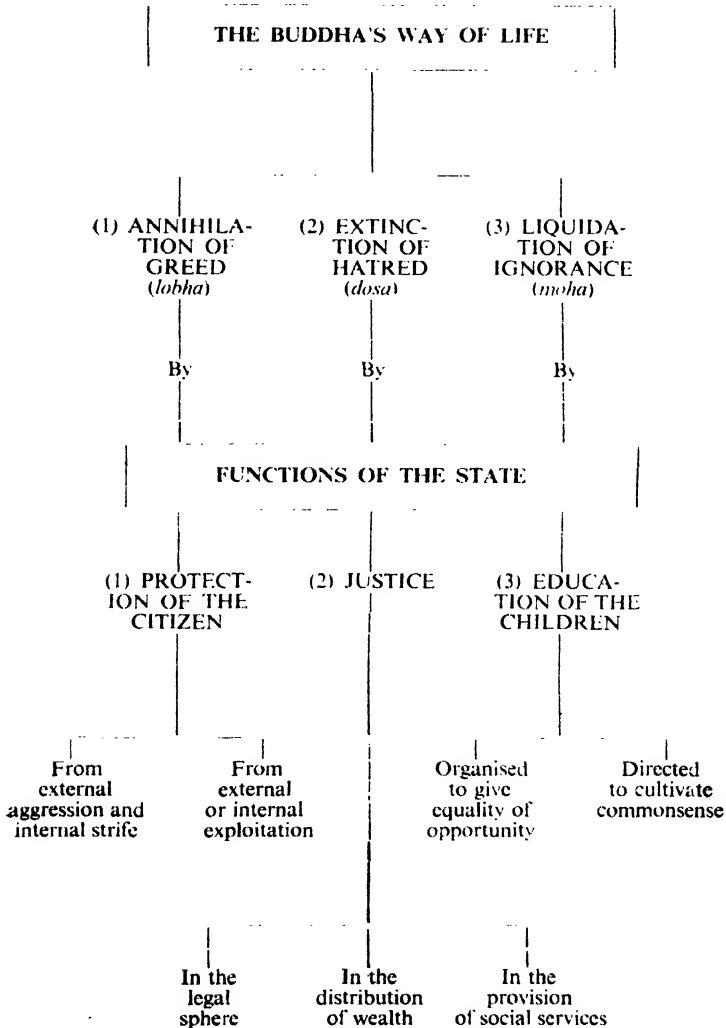 THE BUDDHA'S WAY OF LIFE
(1) ANNIHILA-
TION OF
GREED
(lobha)
(2) EXTINC-
TION OF
HATRED
(dosa)
(3) LIQUIDA-
TION OF
IGNORANCE
(moha)
By
By
By
FUNCTIONS OF THE STATE
(1) PROTECT-
ION OF THE
CITIZEN
(2) JUSTICE
(3) EDUCA-
TION OF THE
CHILDREN
From
external
aggression and
internal strife
From
external
or internal
exploitation
Organised
to give
equality of
opportunity
Directed
to cultivate
commonsense
In the
legal
sphere
In the
distribution
of wealth
In the
provision
of social services